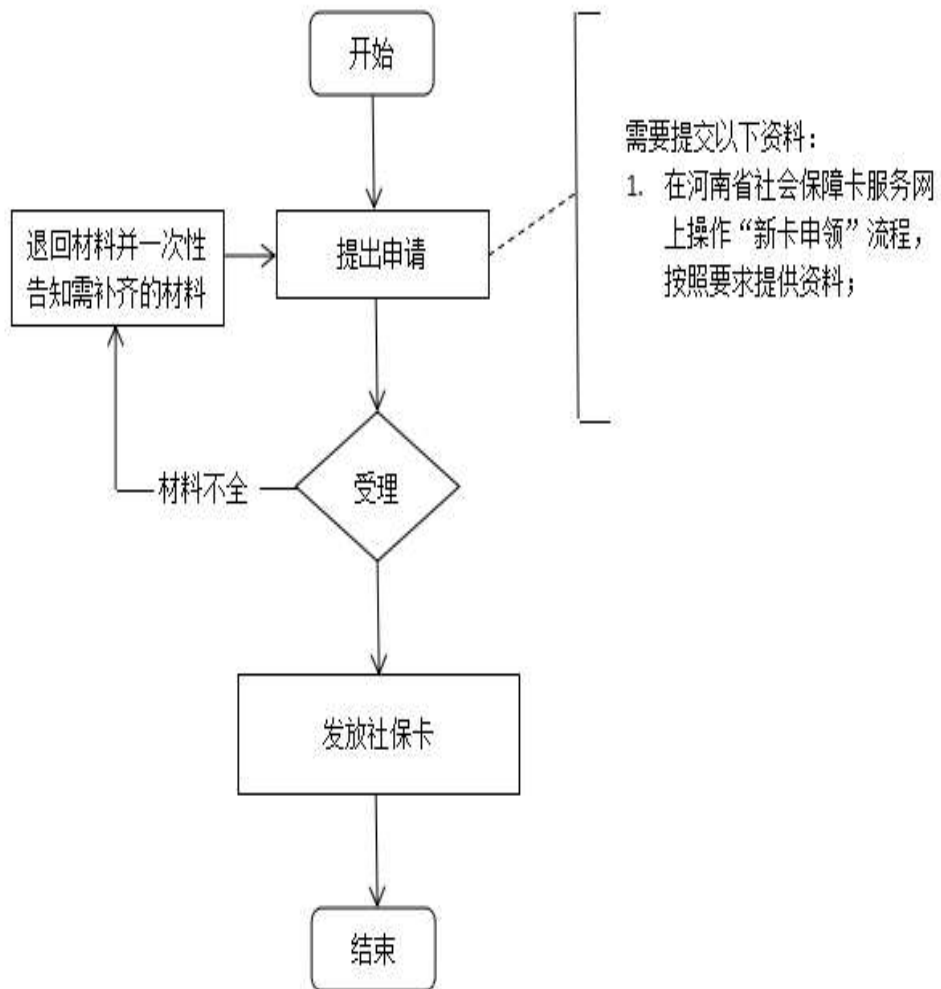 开始
需要提交以下资料：
1. 在河南省社会保障卡服务网
上操作“新卡申领”流程，
按照要求提供资料；
退回材料并一次性
告知需补齐的材料
提出申请
材料不全
受理
发放社保卡
结束